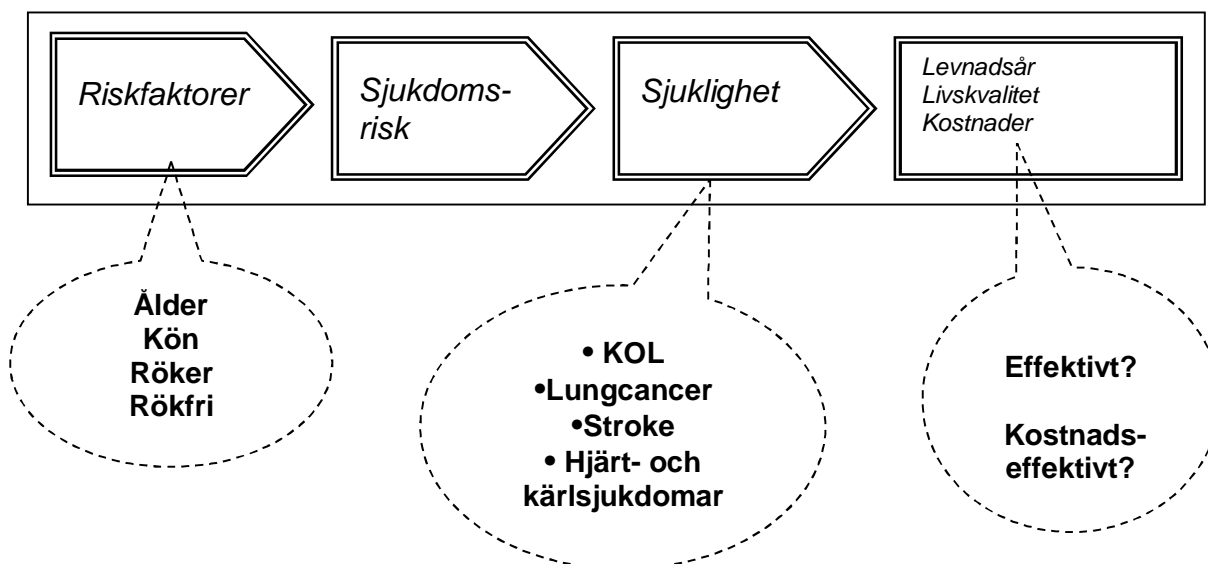 Riskfaktorer
Sjukdoms-
risk
Sjuklighet
Levnadsår
Livskvalitet
Kostnader
Ålder
Kön
Röker
Rökfri
• KOL
•Lungcancer
•Stroke
• Hjärt- och
kärlsjukdomar
Effektivt?
Kostnads-
effektivt?